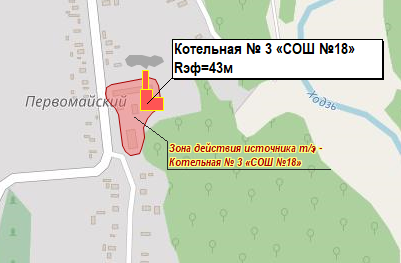 Котельная № 3 «СОШ №18»
Rэф=43м
Первомайский
Ходзь
Зона действия источника т/э -
Котельная № 3 «СОШ №18»